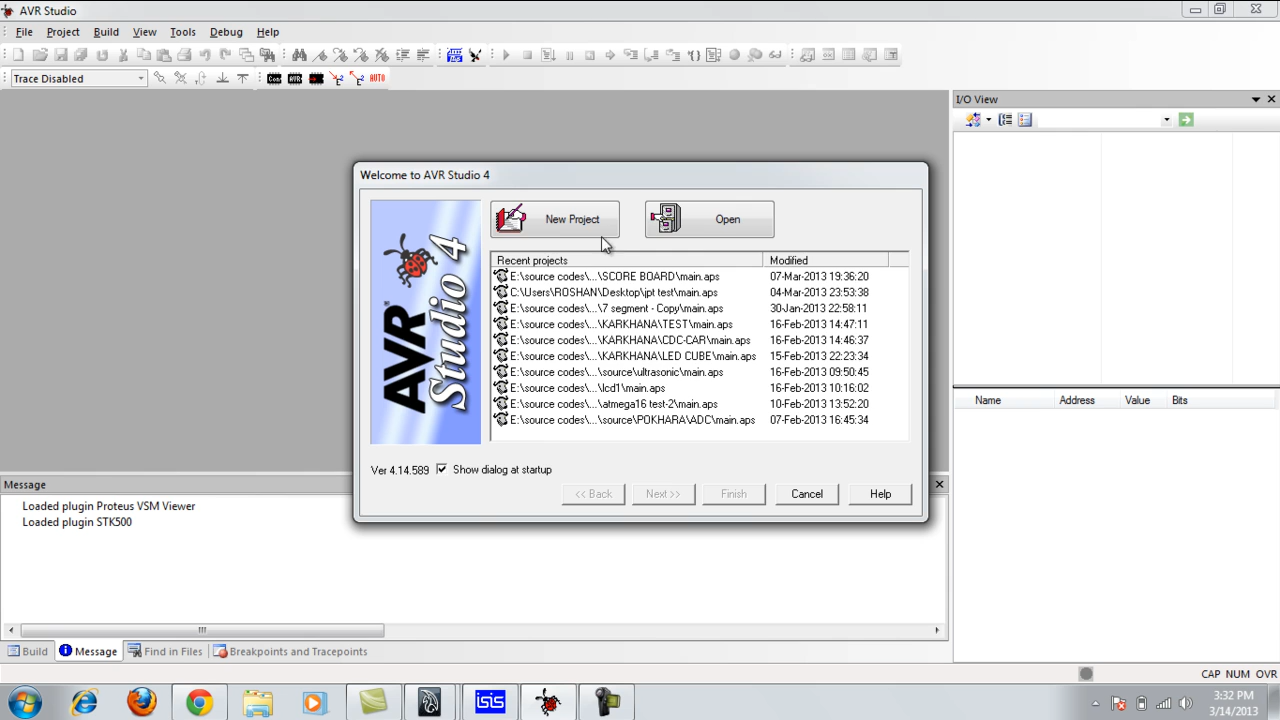 AVR Studio
File Project Build View Tools Debug Help
Trace Disabled
Con AVR AUTO
I/O View
Welcome to AVR Studio 4
New Project Open
AVR Studio 4
Recent projects Modified
E:\source codes\...\SCORE BOARD\main.aps 07-Mar-2013 19:36:20
C:\Users\ROSHAN\Desktop\jpt test\main.aps 04-Mar-2013 23:53:38
E:\source codes\...\7 segment - Copy\main.aps 30-Jan-2013 22:58:11
E:\source codes\...\KARKHANA\TEST\main.aps 16-Feb-2013 14:47:11
E:\source codes\...\KARKHANA\CDC-CAR\main.aps 16-Feb-2013 14:46:37
E:\source codes\...\KARKHANA\LED CUBE\main.aps 15-Feb-2013 22:23:34
E:\source codes\...\source\ultrasonic\main.aps 16-Feb-2013 09:50:45
E:\source codes\...\lcd1\main.aps 16-Feb-2013 10:16:02
E:\source codes\...\atmega16 test-2\main.aps 10-Feb-2013 13:52:20
E:\source codes\...\source\POKHARA\ADC\main.aps 07-Feb-2013 16:45:34
Ver 4.14.589 Show dialog at startup
<< Back Next >> Finish Cancel Help
Name Address Value Bits
Message
Loaded plugin Proteus VSM Viewer
Loaded plugin STK500
Build Message Find in Files Breakpoints and Tracepoints
CAP NUM OVR
isis
3:32 PM
3/14/2013